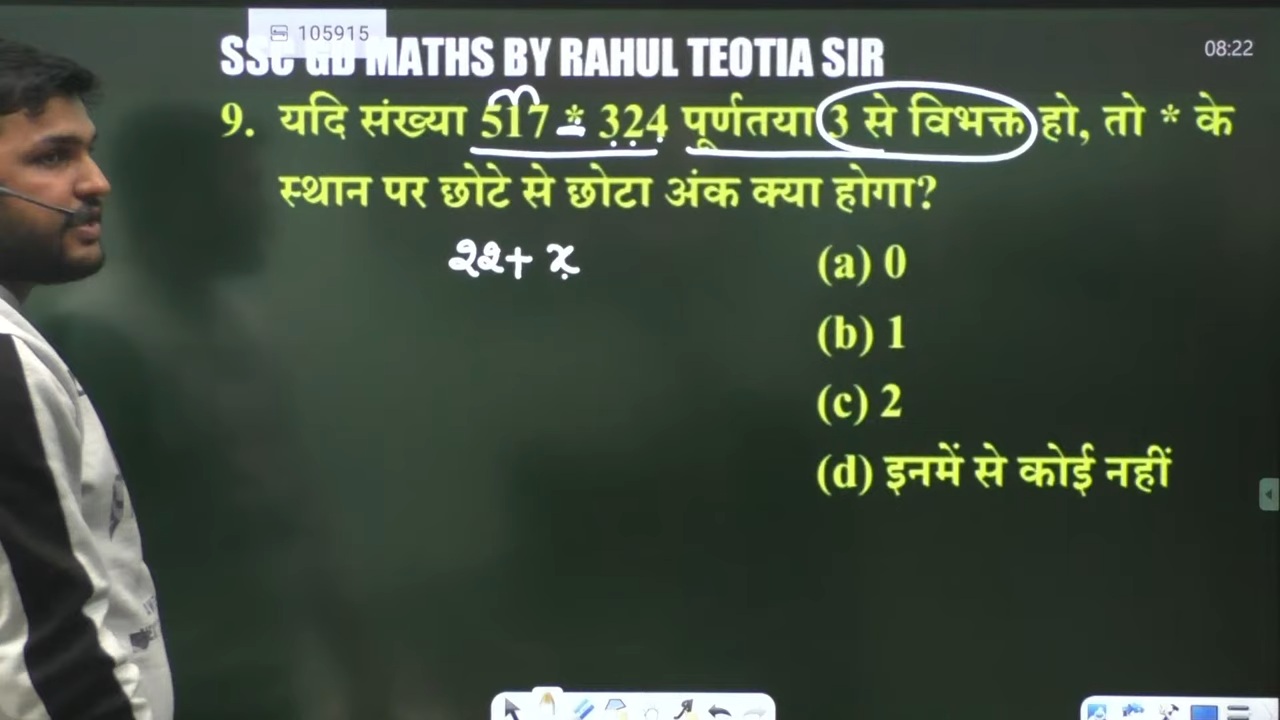 105915
SSC GD MATHS BY RAHUL TEOTIA SIR
08:22
9. यदि संख्या 517 * 324 पूर्णतया 3 से विभक्त हो, तो * के
स्थान पर छोटे से छोटा अंक क्या होगा?
22+ x
(a) 0
(b) 1
(c) 2
(d) इनमें से कोई नहीं